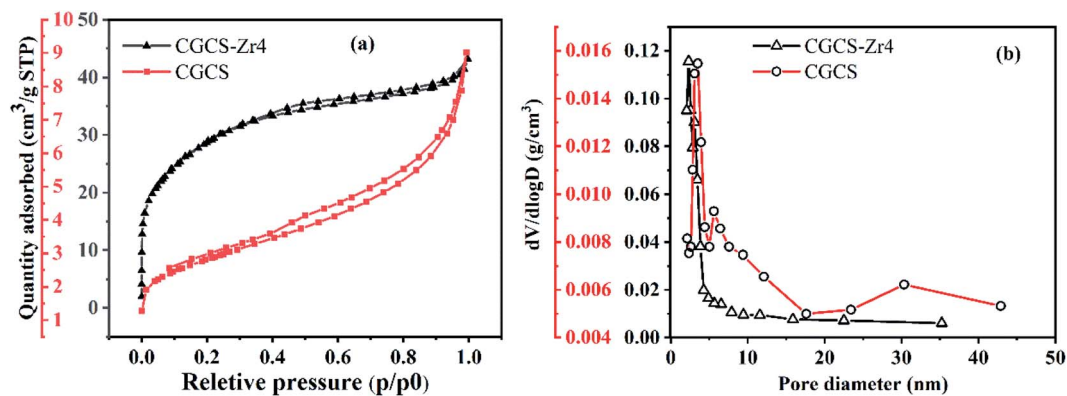 (a)
CGCS-Zr4
CGCS
Quantity adsorbed (cm³/g STP)
9
8
7
6
5
4
3
2
1
50
40
30
20
10
0
0.0 0.2 0.4 0.6 0.8 1.0
Reletive pressure (p/p0)
(b)
CGCS-Zr4
CGCS
dV/dlogD (g/cm³)
0.016
0.014
0.012
0.010
0.008
0.006
0.004
0.12
0.10
0.08
0.06
0.04
0.02
0.00
0 10 20 30 40 50
Pore diameter (nm)